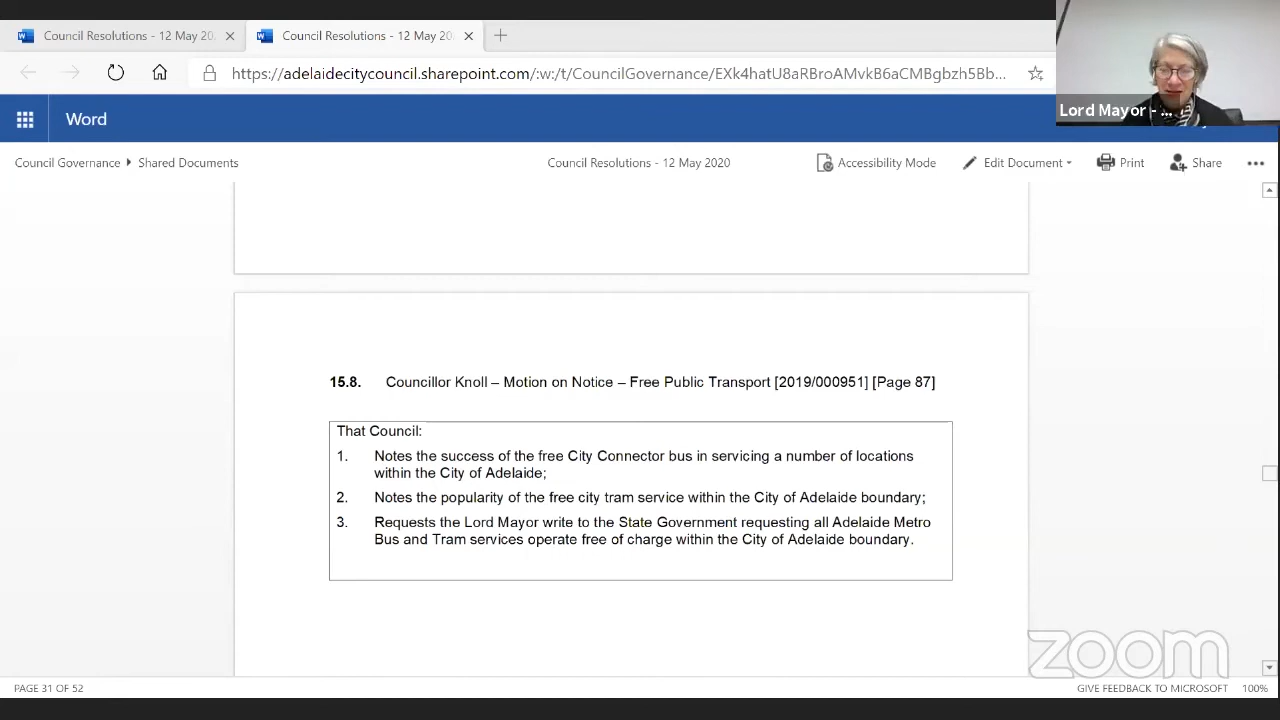 Council Resolutions - 12 May 20
Council Resolutions - 12 May 20
https://adelaidecitycouncil.sharepoint.com/:w:/t/CouncilGovernance/EXk4hatU8aRBroAMvkB6aCMBgbzh5Bb...
Lord Mayor - ...
Word
Council Governance Shared Documents
Council Resolutions - 12 May 2020
Accessibility Mode
Edit Document
Print
Share
15.8. Councillor Knoll – Motion on Notice – Free Public Transport [2019/000951] [Page 87]
That Council:
1. Notes the success of the free City Connector bus in servicing a number of locations
within the City of Adelaide;
2. Notes the popularity of the free city tram service within the City of Adelaide boundary;
3. Requests the Lord Mayor write to the State Government requesting all Adelaide Metro
Bus and Tram services operate free of charge within the City of Adelaide boundary.
zoom
PAGE 31 OF 52
GIVE FEEDBACK TO MICROSOFT 100%